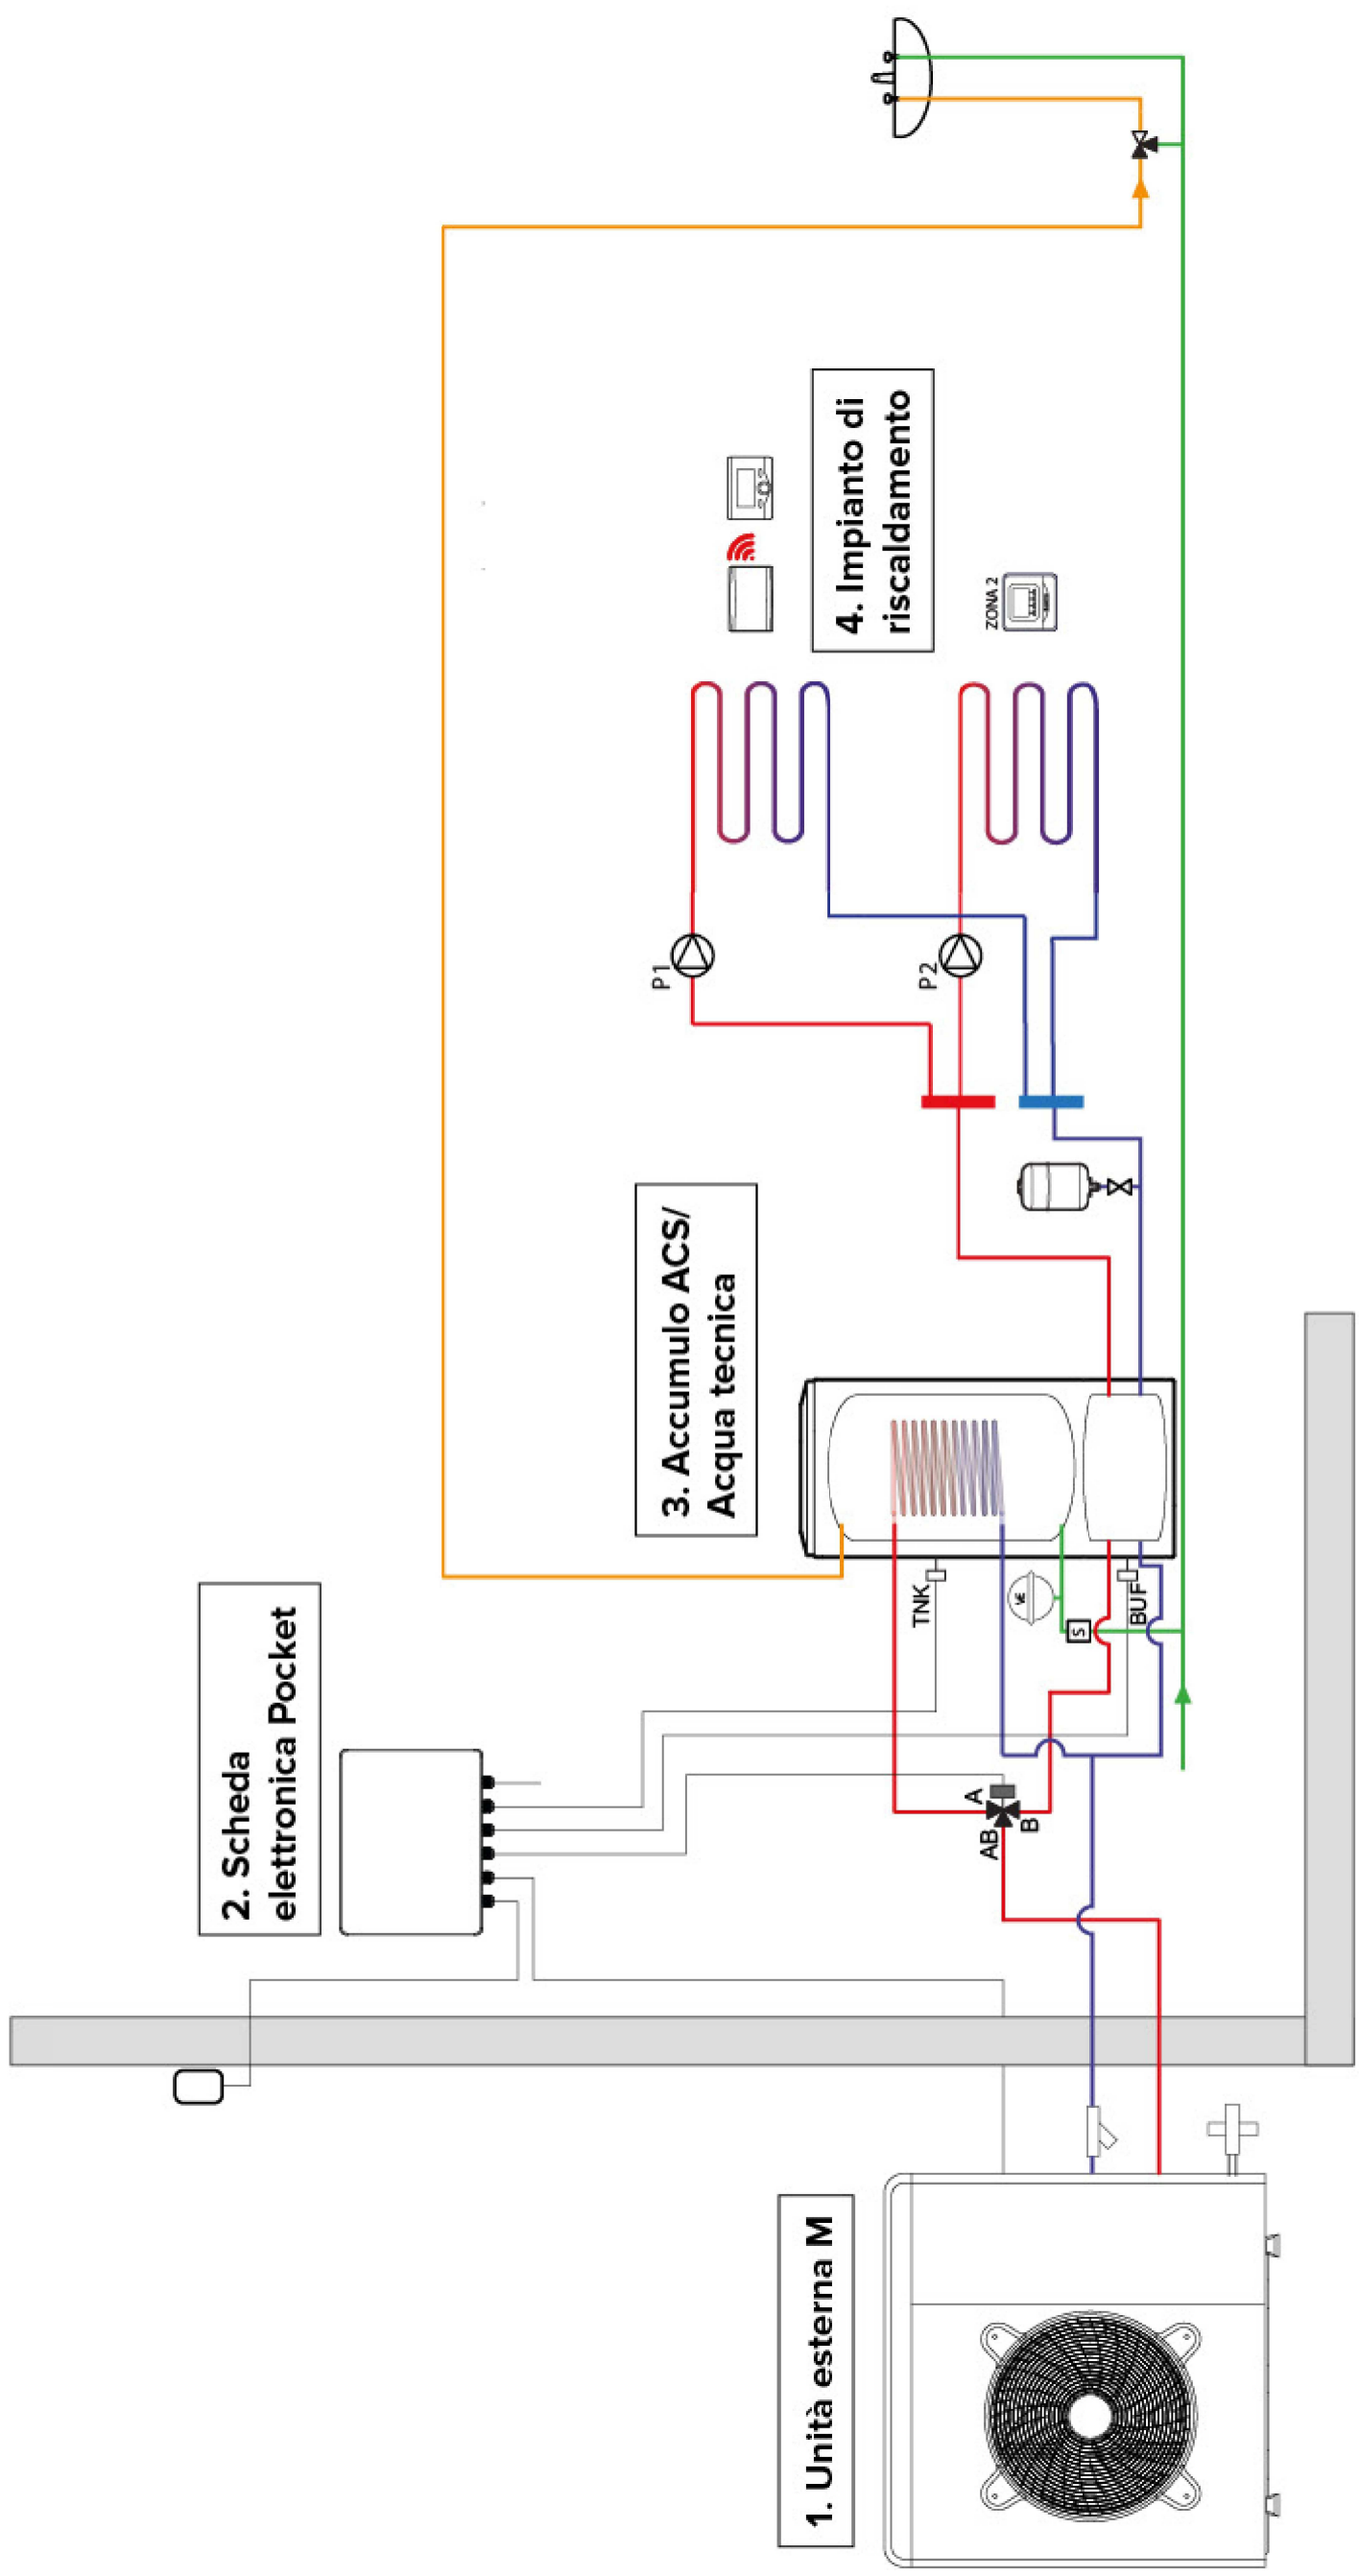 1. Unità esterna M
2. Scheda
elettronica Pocket
3. Accumulo ACS/
Acqua tecnica
4. Impianto di
riscaldamento
AB
A
B
TNK
BUF
S
VE
P1
P2
ZONA 2